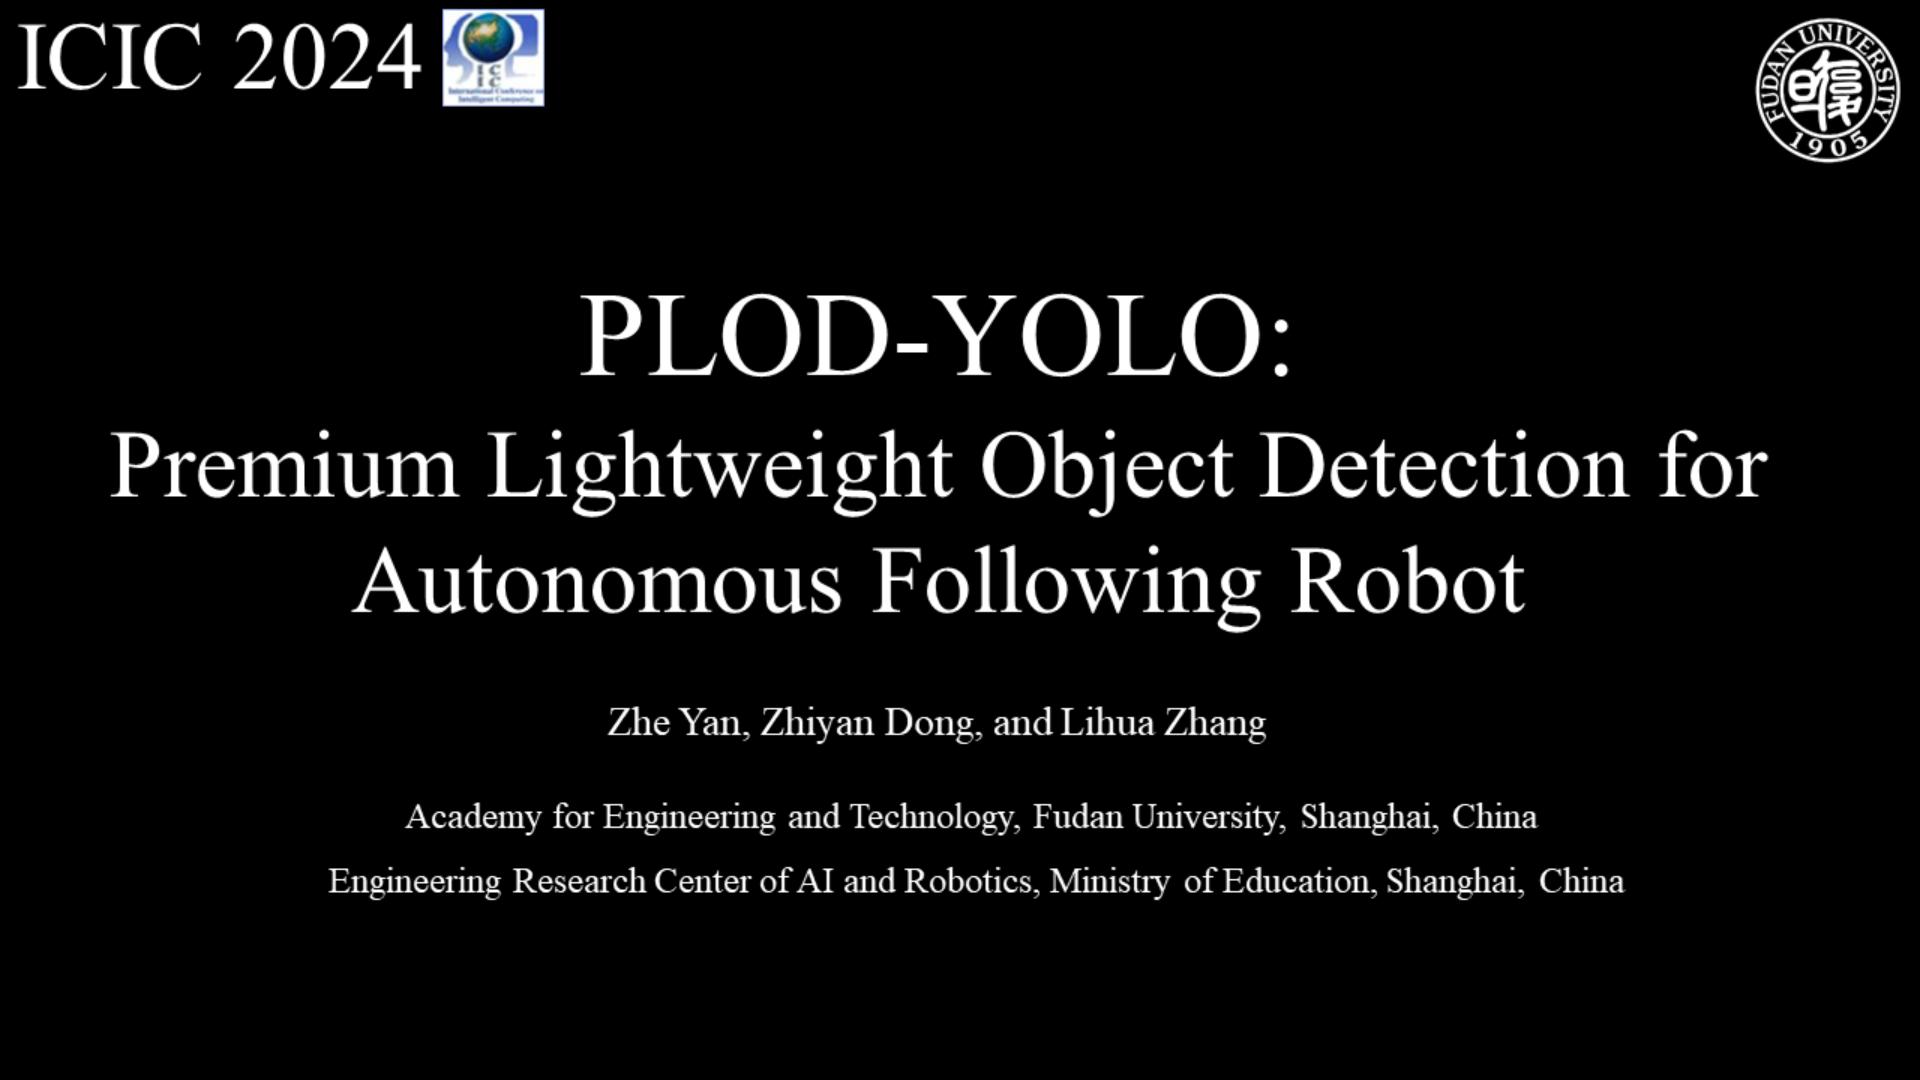 ICIC 2024
International Conference on
Intelligent Computing
FUDAN UNIVERSITY
1905
PLOD-YOLO:
Premium Lightweight Object Detection for
Autonomous Following Robot
Zhe Yan, Zhiyan Dong, and Lihua Zhang
Academy for Engineering and Technology, Fudan University, Shanghai, China
Engineering Research Center of AI and Robotics, Ministry of Education, Shanghai, China